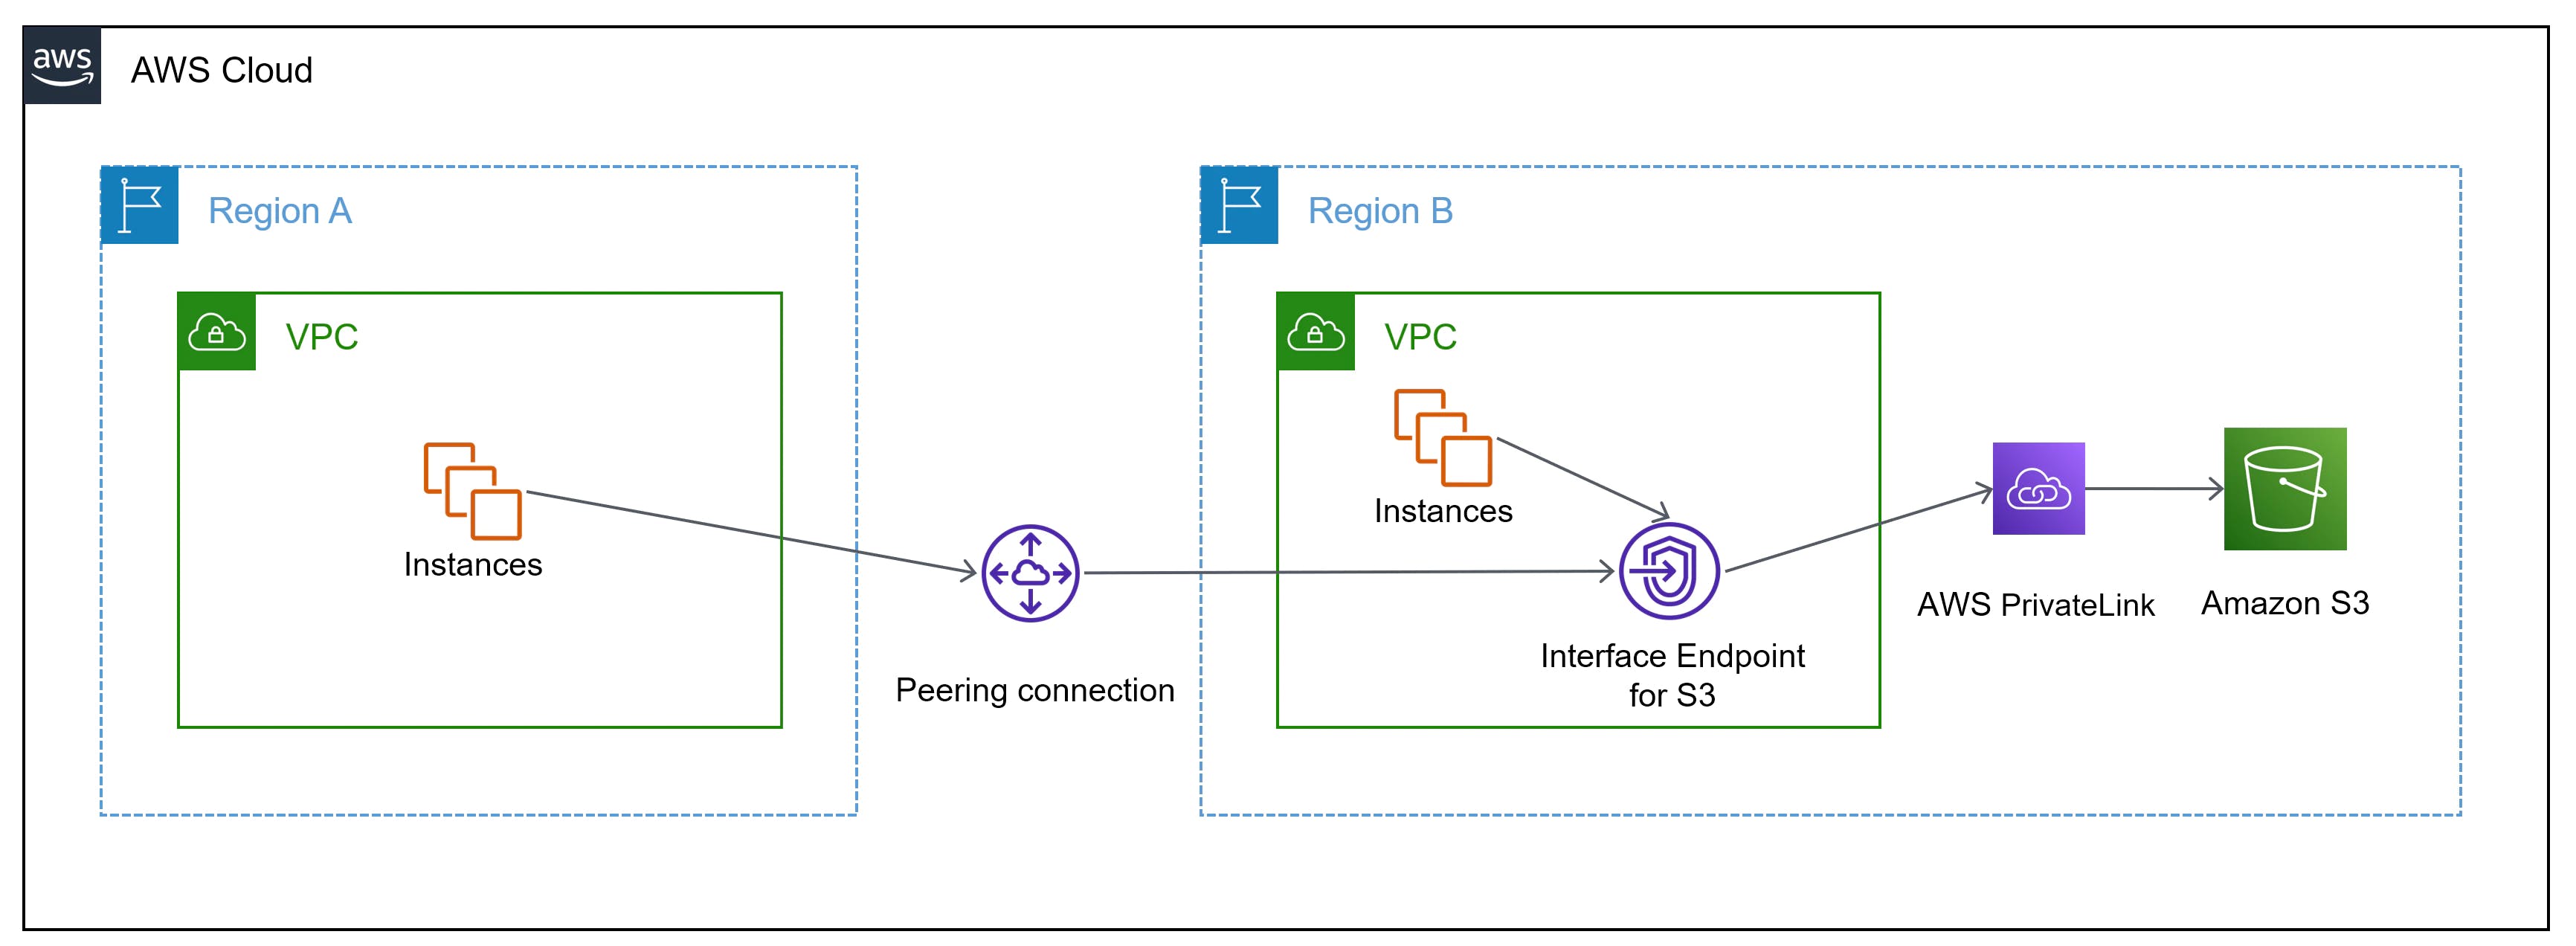 aws
AWS Cloud
Region A
VPC
Instances
Peering connection
Region B
VPC
Instances
Interface Endpoint
for S3
AWS PrivateLink
Amazon S3